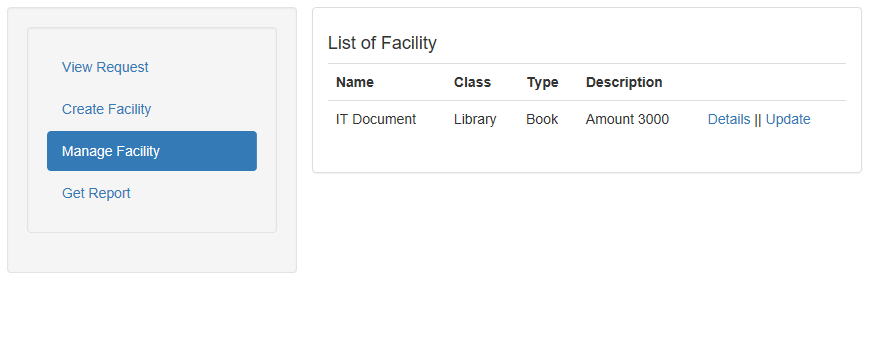 View Request
Create Facility
Manage Facility
Get Report
List of Facility
Name Class Type Description
IT Document Library Book Amount 3000 Details || Update